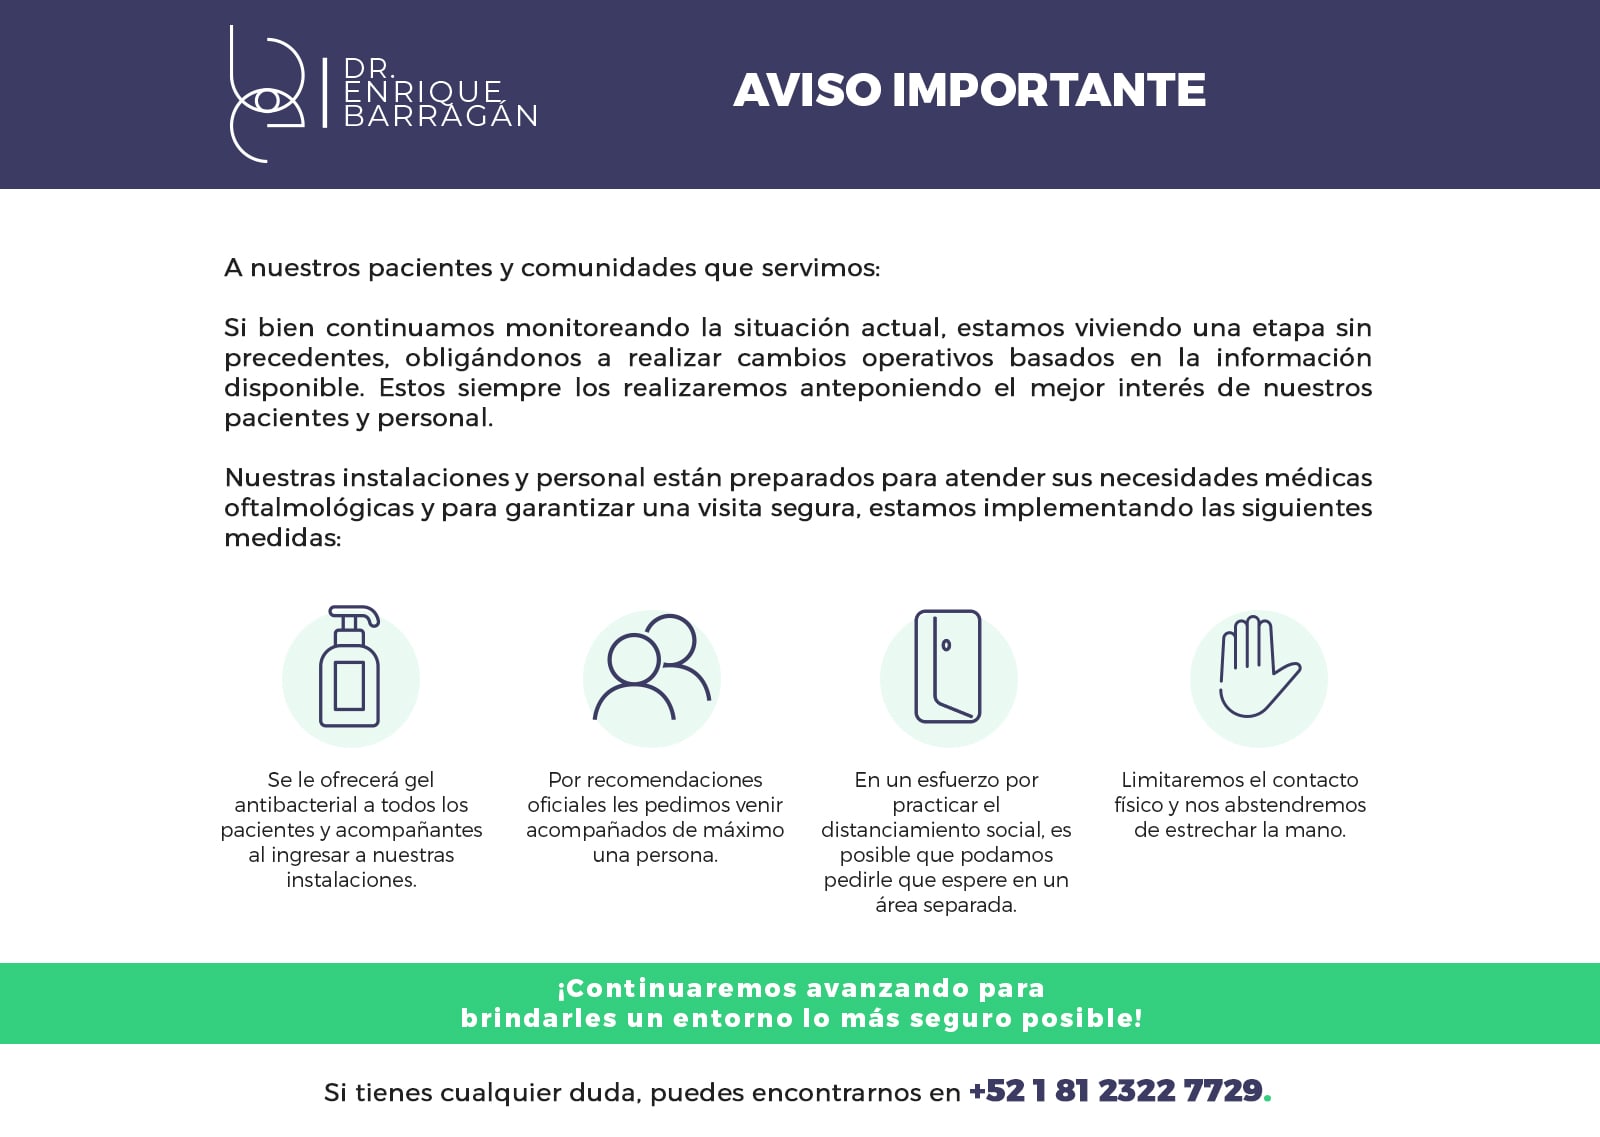 DR.
ENRIQUE
BARRAGÁN
AVISO IMPORTANTE
A nuestros pacientes y comunidades que servimos:
Si bien continuamos monitoreando la situación actual, estamos viviendo una etapa sin
precedentes, obligándonos a realizar cambios operativos basados en la información
disponible. Estos siempre los realizaremos anteponiendo el mejor interés de nuestros
pacientes y personal.
Nuestras instalaciones y personal están preparados para atender sus necesidades médicas
oftalmológicas y para garantizar una visita segura, estamos implementando las siguientes
medidas:
Se le ofrecerá gel
antibacterial a todos los
pacientes y acompañantes
al ingresar a nuestras
instalaciones.
Por recomendaciones
oficiales les pedimos venir
acompañados de máximo
una persona.
En un esfuerzo por
practicar el
distanciamiento social, es
posible que podamos
pedirle que espere en un
área separada.
Limitaremos el contacto
físico y nos abstendremos
de estrechar la mano.
¡Continuaremos avanzando para
brindarles un entorno lo más seguro posible!
Si tienes cualquier duda, puedes encontrarnos en +52 1 81 2322 7729.